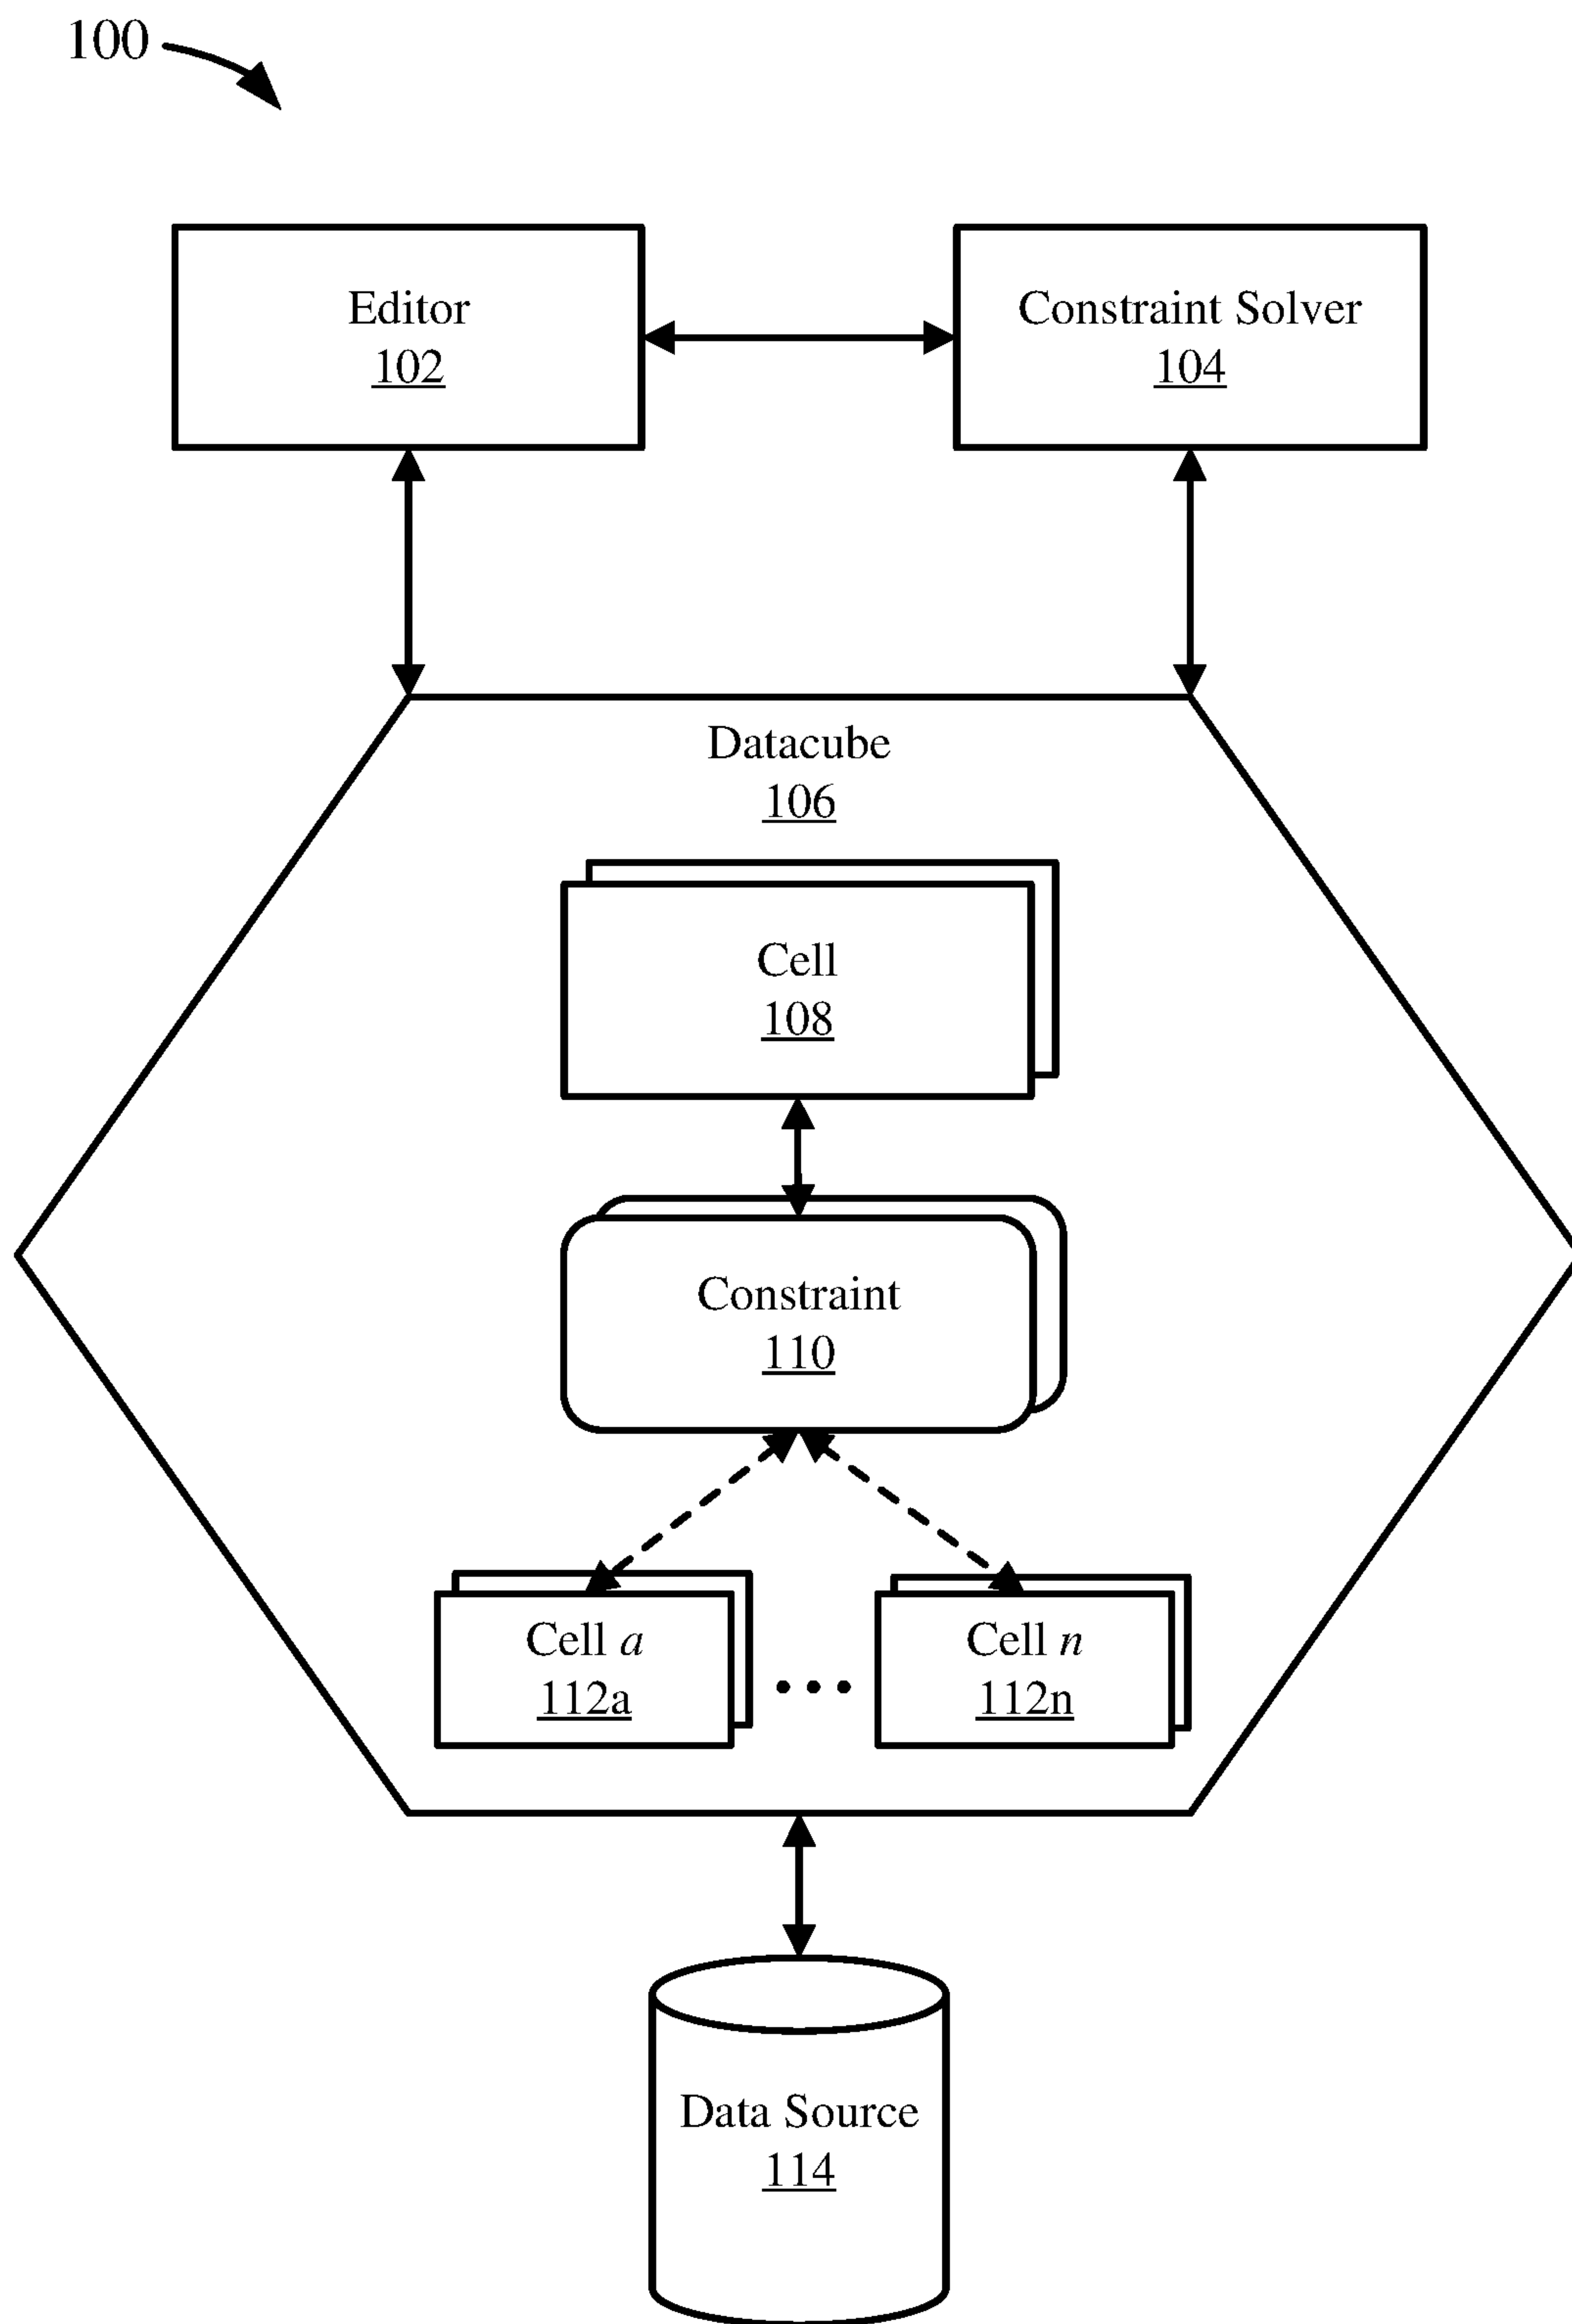 100
Editor
102
Constraint Solver
104
Datacube
106
Cell
108
Constraint
110
Cell a
112a
Cell n
112n
Data Source
114